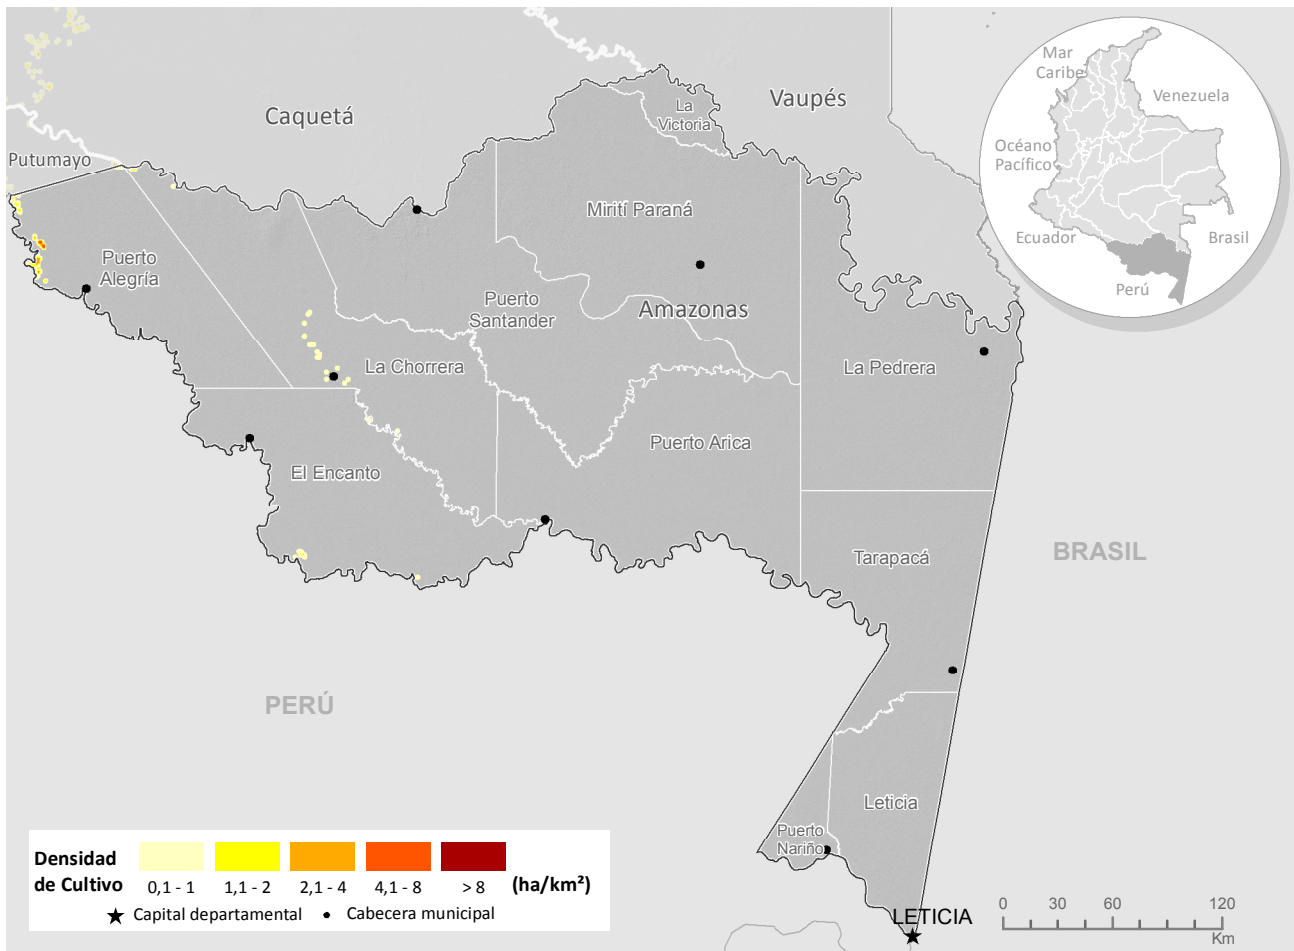 Mar
Caribe
Venezuela
Océano
Pacífico
Ecuador
Brasil
Perú
Caquetá
Vaupés
La
Victoria
Putumayo
Mirití Paraná
Puerto
Alegría
Puerto
Santander
Amazonas
La Chorrera
La Pedrera
Puerto Arica
El Encanto
Tarapacá
BRASIL
PERÚ
Leticia
Puerto
Nariño
LETICIA
Densidad
de Cultivo
0,1 - 1
1,1 - 2
2,1 - 4
4,1 - 8
> 8
(ha/km²)
Capital departamental
Cabecera municipal
0 30 60 120
Km